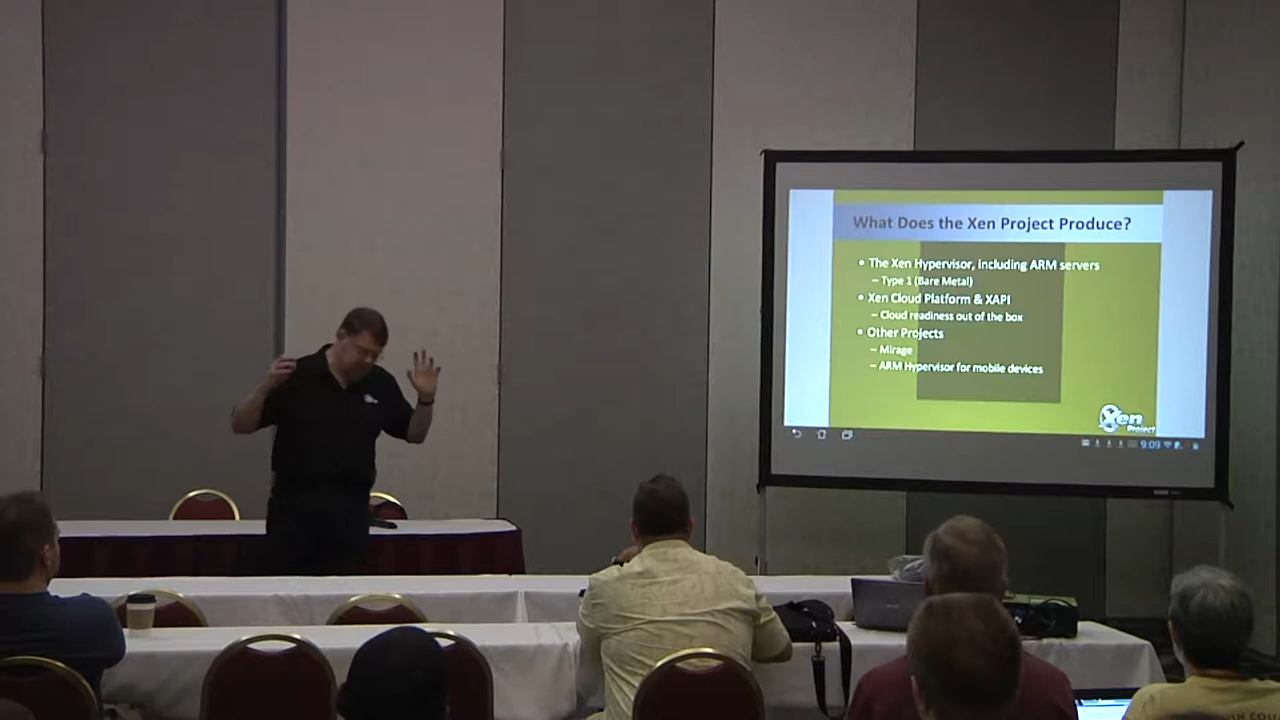 What Does the Xen Project Produce?
• The Xen Hypervisor, including ARM servers
– Type 1 (Bare Metal)
• Xen Cloud Platform & XAPI
– Cloud readiness out of the box
• Other Projects
– Mirage
– ARM Hypervisor for mobile devices
Xen
Project
9:09